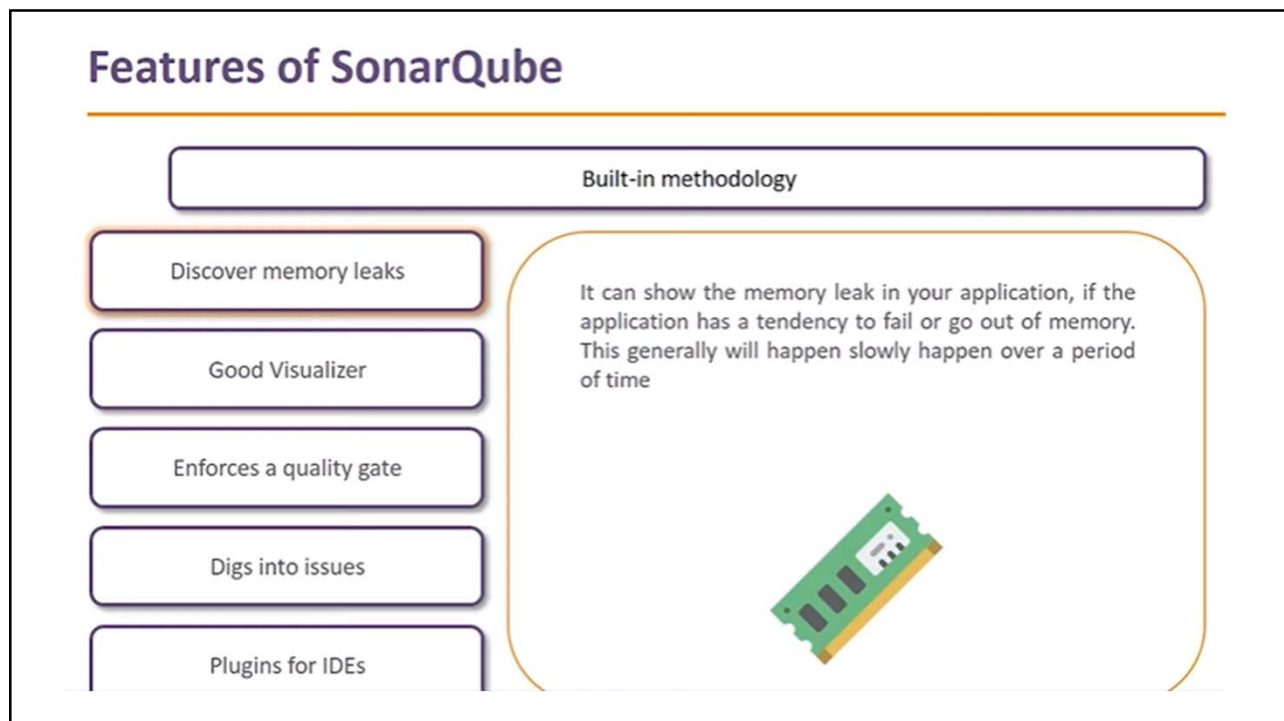 Features of SonarQube
Built-in methodology
Discover memory leaks
Good Visualizer
Enforces a quality gate
Digs into issues
Plugins for IDEs
It can show the memory leak in your application, if the
application has a tendency to fail or go out of memory.
This generally will happen slowly happen over a period
of time